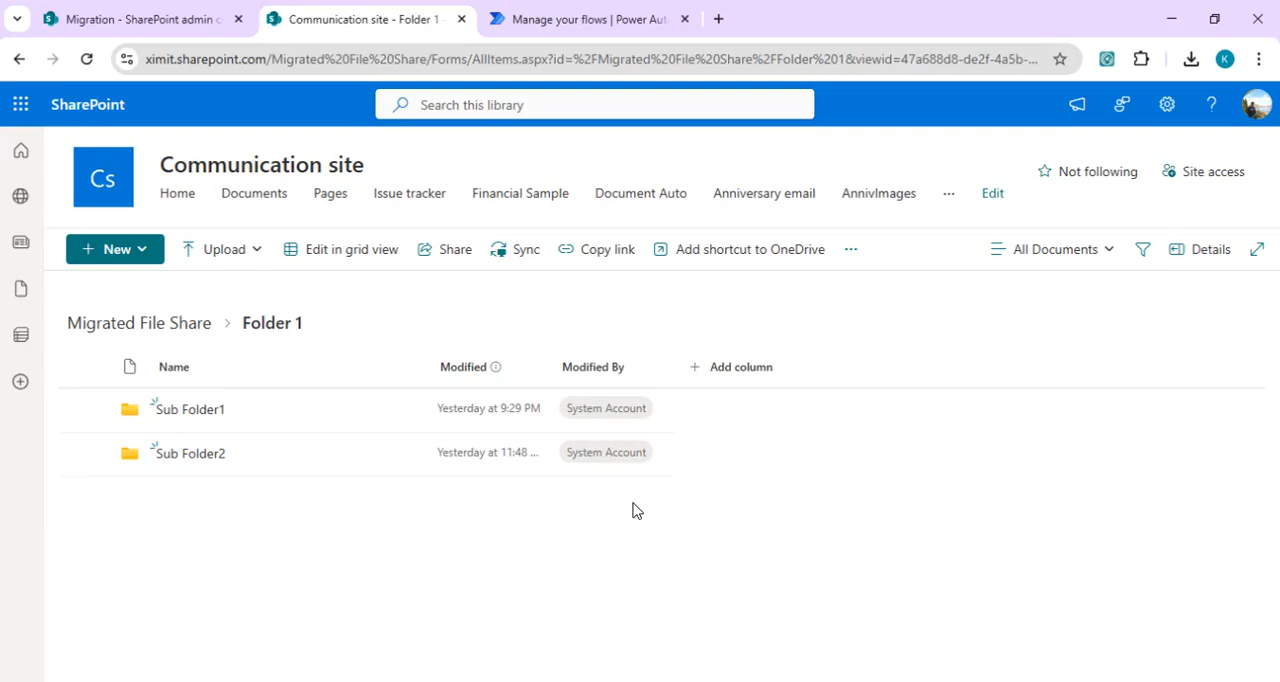 Migration - SharePoint admin c
Communication site - Folder 1 -
Manage your flows | Power Aut
ximit.sharepoint.com/Migrated%20File%20Share/Forms/AllItems.aspx?id=%2FMigrated%20File%20Share%2FFolder%201&viewid=47a688d8-de2f-4a5b-...
K
SharePoint
Search this library
Cs
Communication site
Not following
Site access
Home
Documents
Pages
Issue tracker
Financial Sample
Document Auto
Anniversary email
AnnivImages
...
Edit
+ New
Upload
Edit in grid view
Share
Sync
Copy link
Add shortcut to OneDrive
...
All Documents
Details
Migrated File Share > Folder 1
Name
Modified
Modified By
+ Add column
Sub Folder1
Yesterday at 9:29 PM
System Account
Sub Folder2
Yesterday at 11:48 ...
System Account